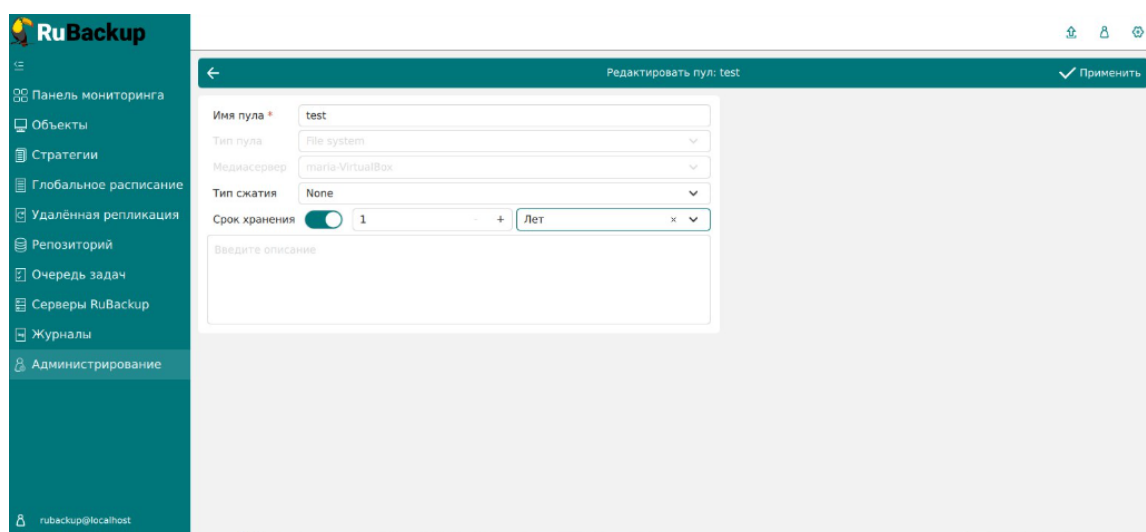 RuBackup
Панель мониторинга
Объекты
Стратегии
Глобальное расписание
Удалённая репликация
Репозиторий
Очередь задач
Серверы RuBackup
Журналы
Администрирование
rubackup@localhost
Редактировать пул: test
Применить
Имя пула * test
Тип пула File system
Медиасервер maria-VirtualBox
Тип сжатия None
Срок хранения 1 - + Лет ×
Введите описание